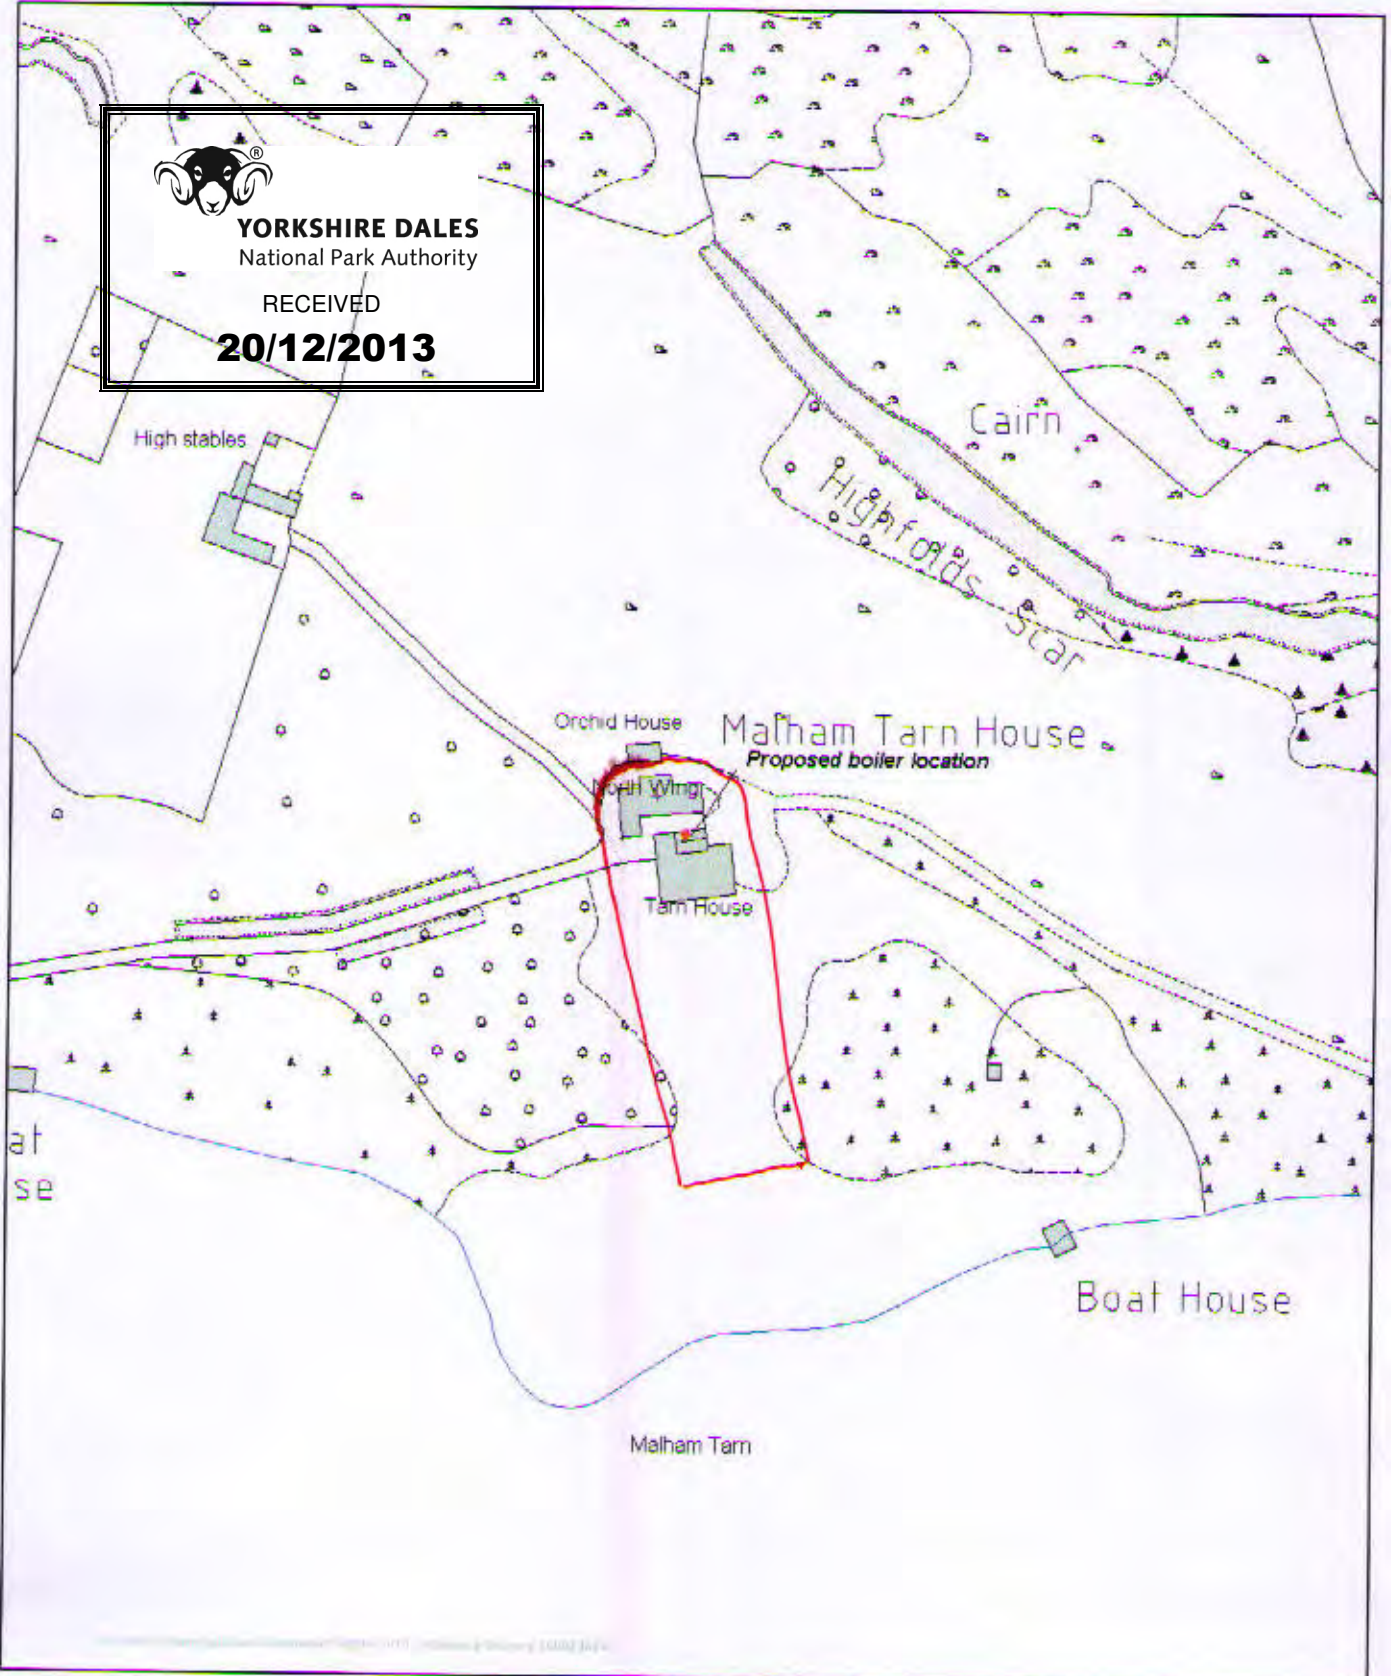 ®
YORKSHIRE DALES
National Park Authority
RECEIVED
20/12/2013
High stables
Cairn
Highfolds Scar
Orchid House
Malham Tarn House
Proposed boiler location
North Wing
Tarn House
at
se
Boat House
Malham Tarn